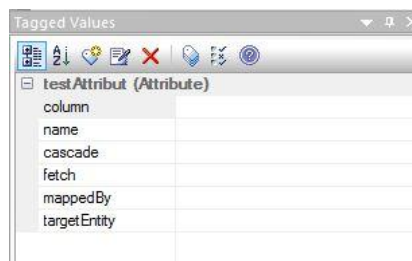 Tagged Values
testAttribut (Attribute)
column
name
cascade
fetch
mappedBy
targetEntity